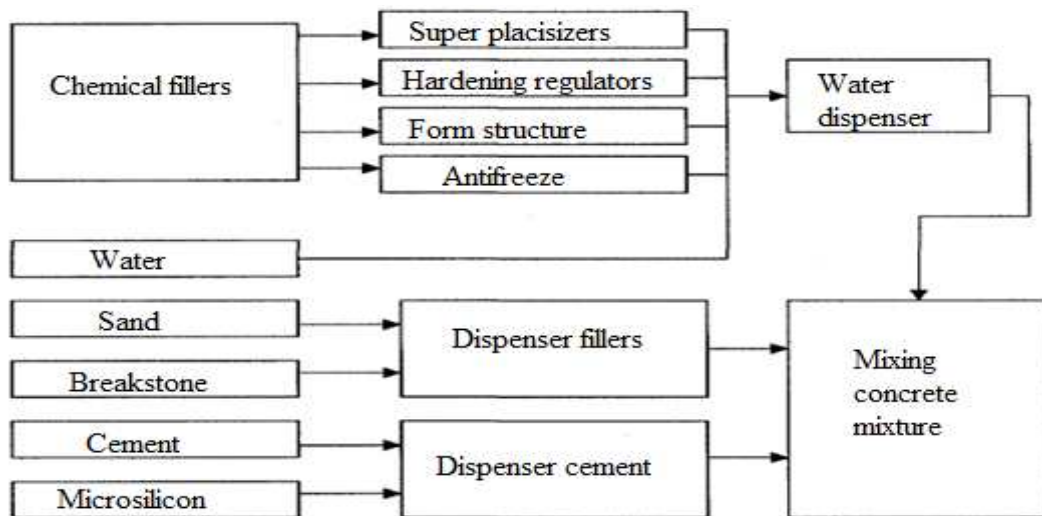 Chemical fillers
Super placisizers
Hardening regulators
Form structure
Antifreeze
Water
dispenser
Water
Sand
Breakstone
Cement
Microsilicon
Dispenser fillers
Dispenser cement
Mixing
concrete
mixture